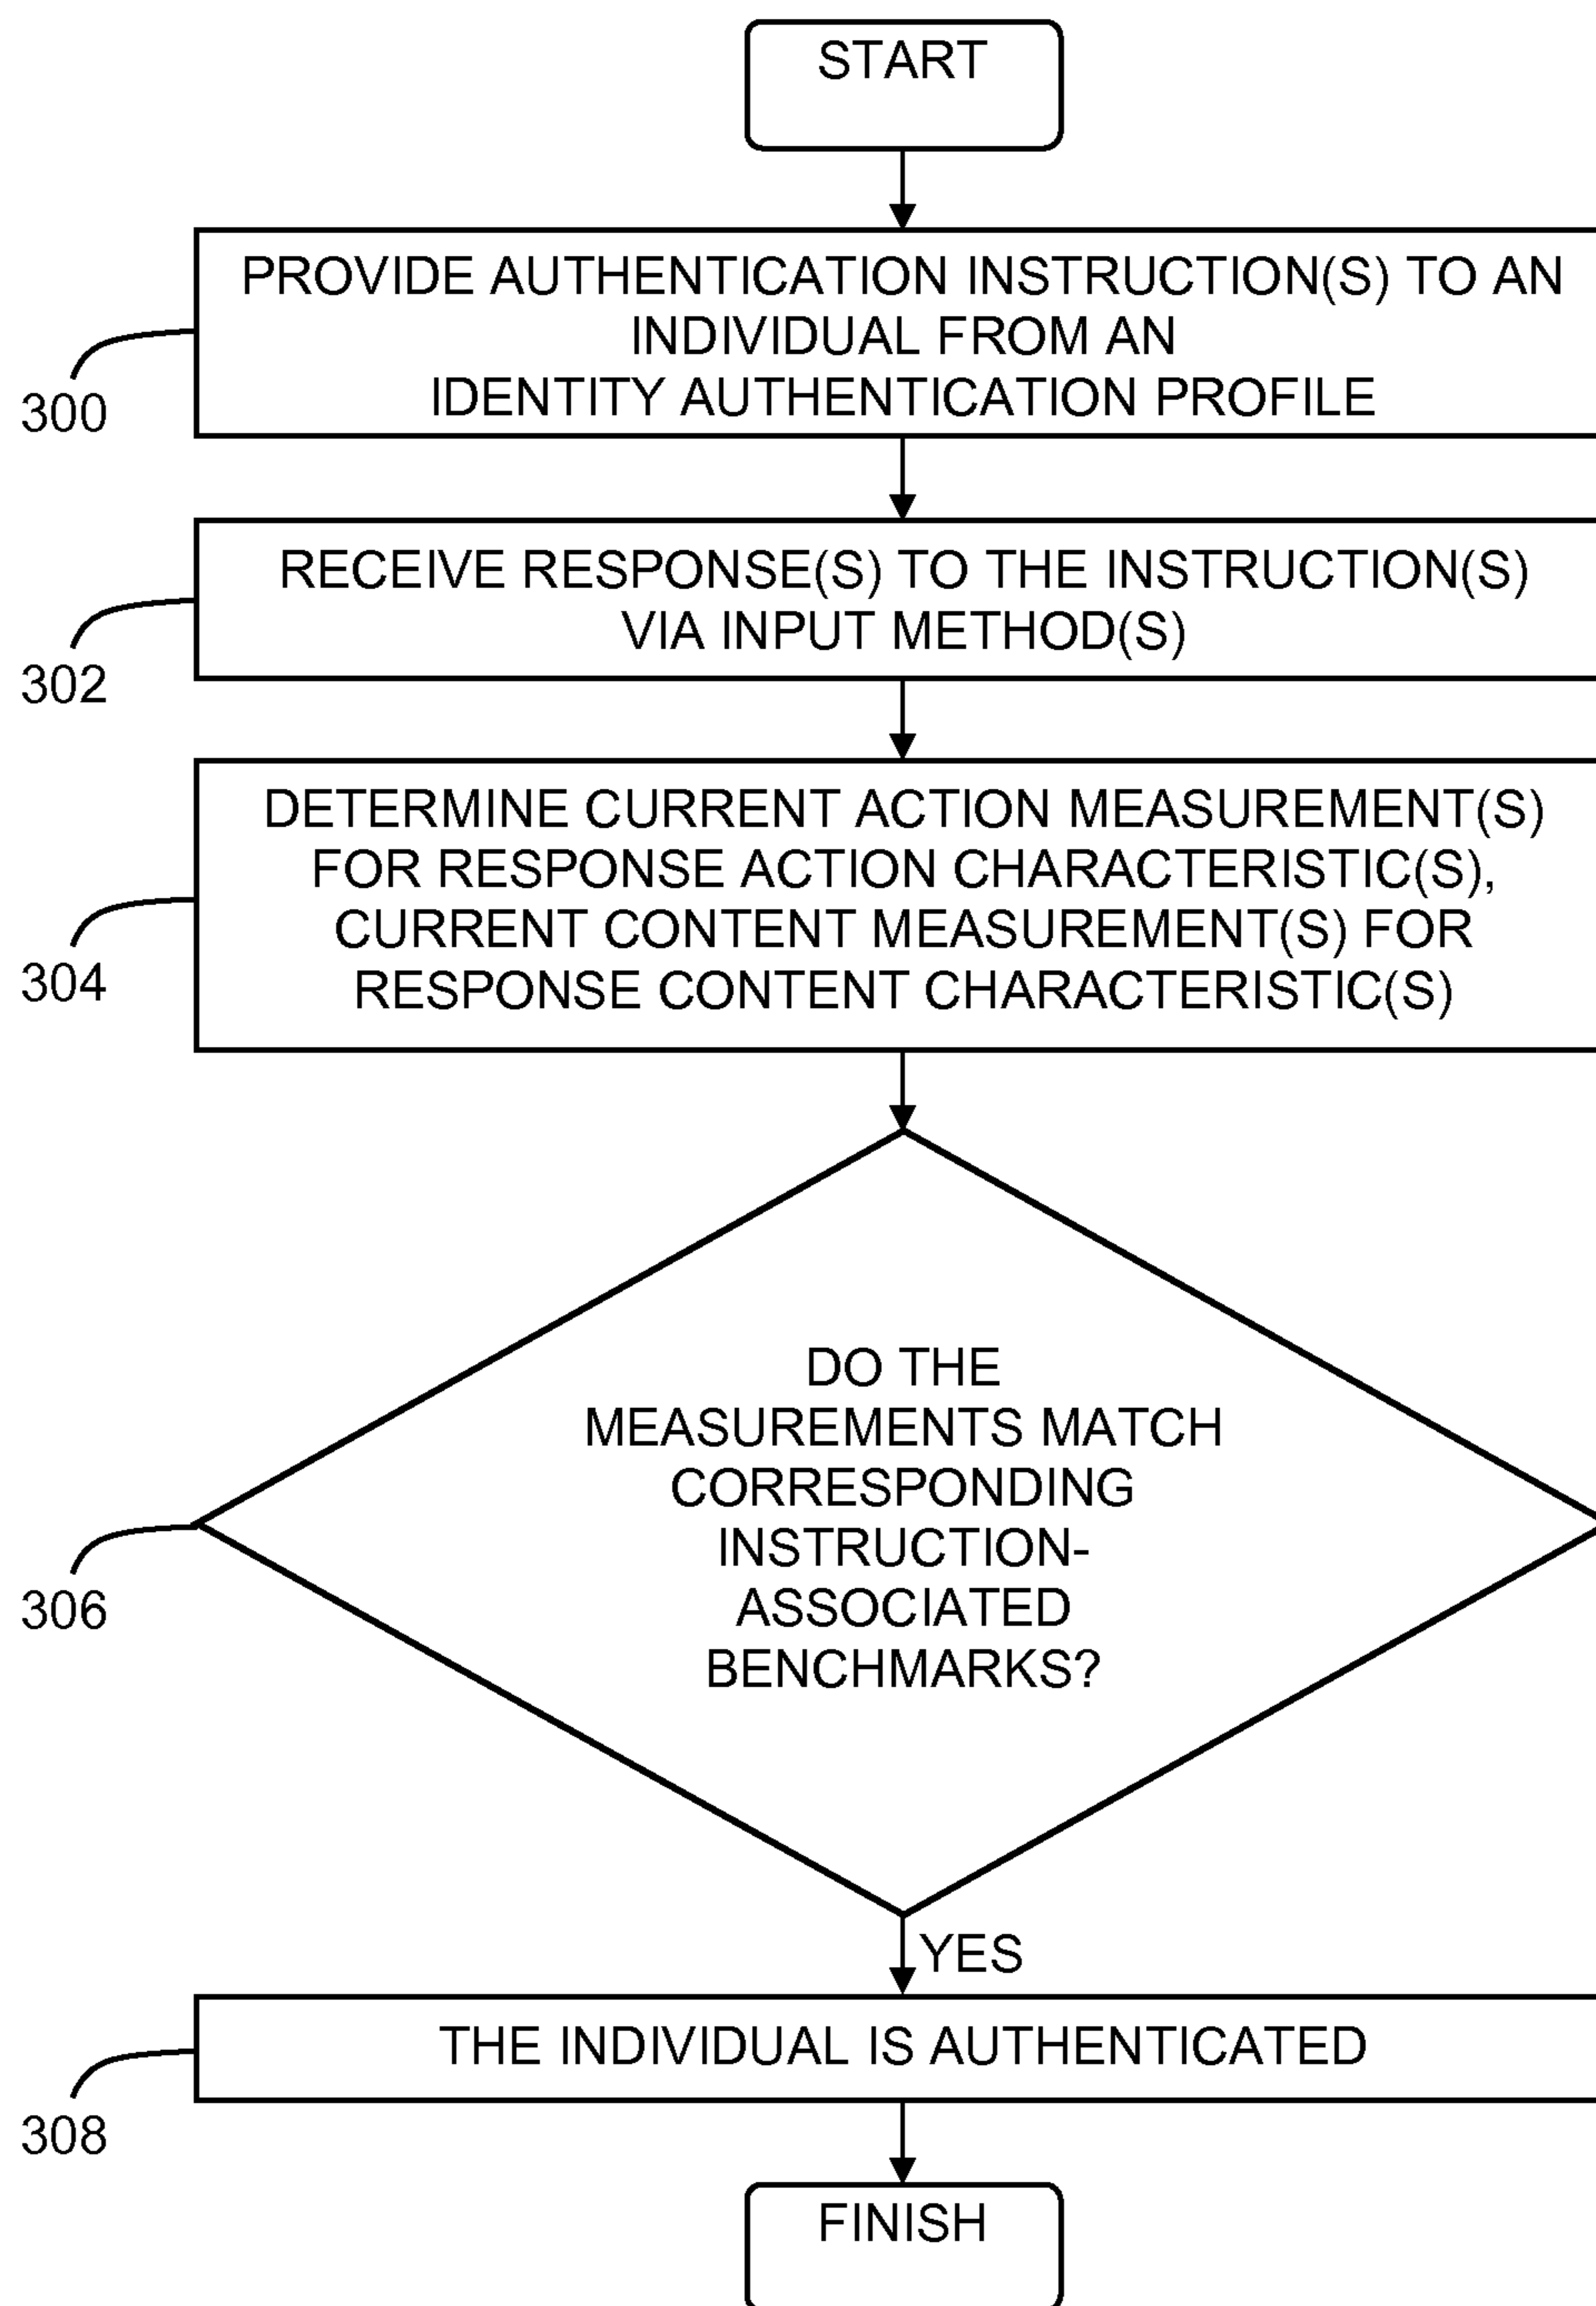 START
PROVIDE AUTHENTICATION INSTRUCTION(S) TO AN
INDIVIDUAL FROM AN
IDENTITY AUTHENTICATION PROFILE
300
RECEIVE RESPONSE(S) TO THE INSTRUCTION(S)
VIA INPUT METHOD(S)
302
DETERMINE CURRENT ACTION MEASUREMENT(S)
FOR RESPONSE ACTION CHARACTERISTIC(S),
CURRENT CONTENT MEASUREMENT(S) FOR
RESPONSE CONTENT CHARACTERISTIC(S)
304
DO THE
MEASUREMENTS MATCH
CORRESPONDING
INSTRUCTION-
ASSOCIATED
BENCHMARKS?
306
YES
THE INDIVIDUAL IS AUTHENTICATED
308
FINISH